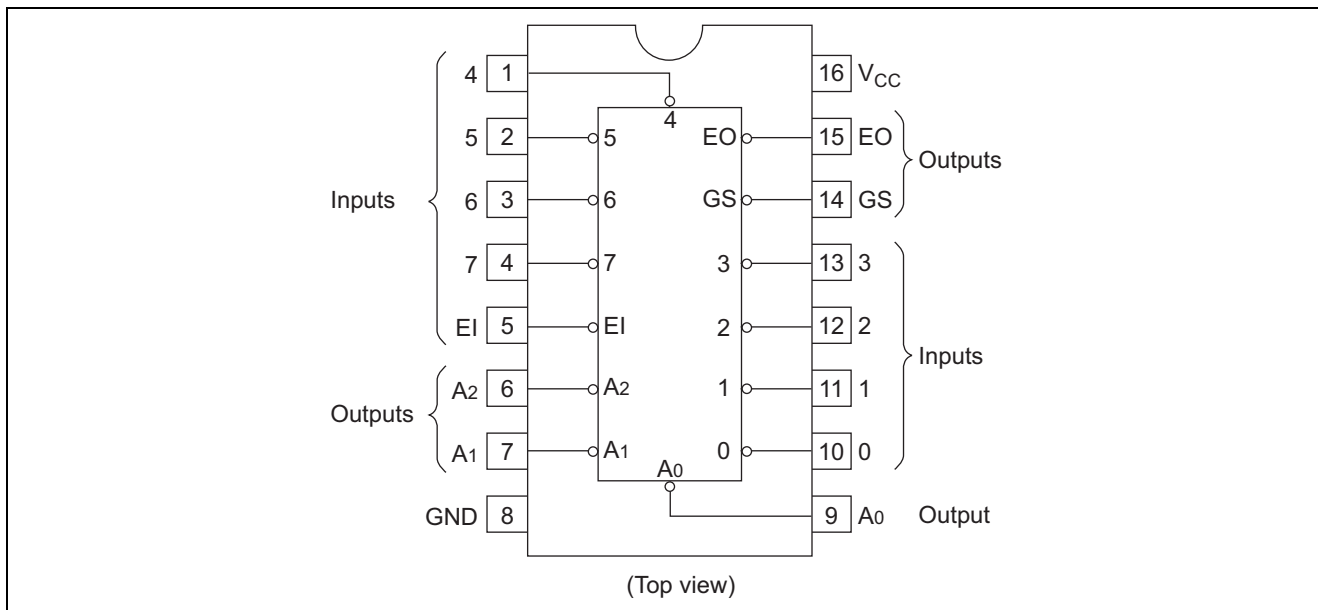 4 1 16 VCC
4
5 2 5 EO 15 EO
Outputs
Inputs 6 3 6 GS 14 GS
7 4 7 3 13 3
EI 5 EI 2 12 2
Inputs
A2 6 A2 1 11 1
Outputs
A1 7 A1 0 10 0
A0
GND 8 9 A0 Output
(Top view)